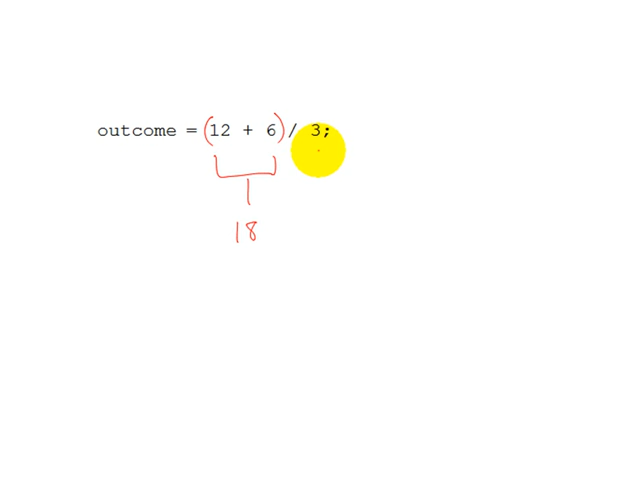 outcome = (12 + 6) / 3;
18